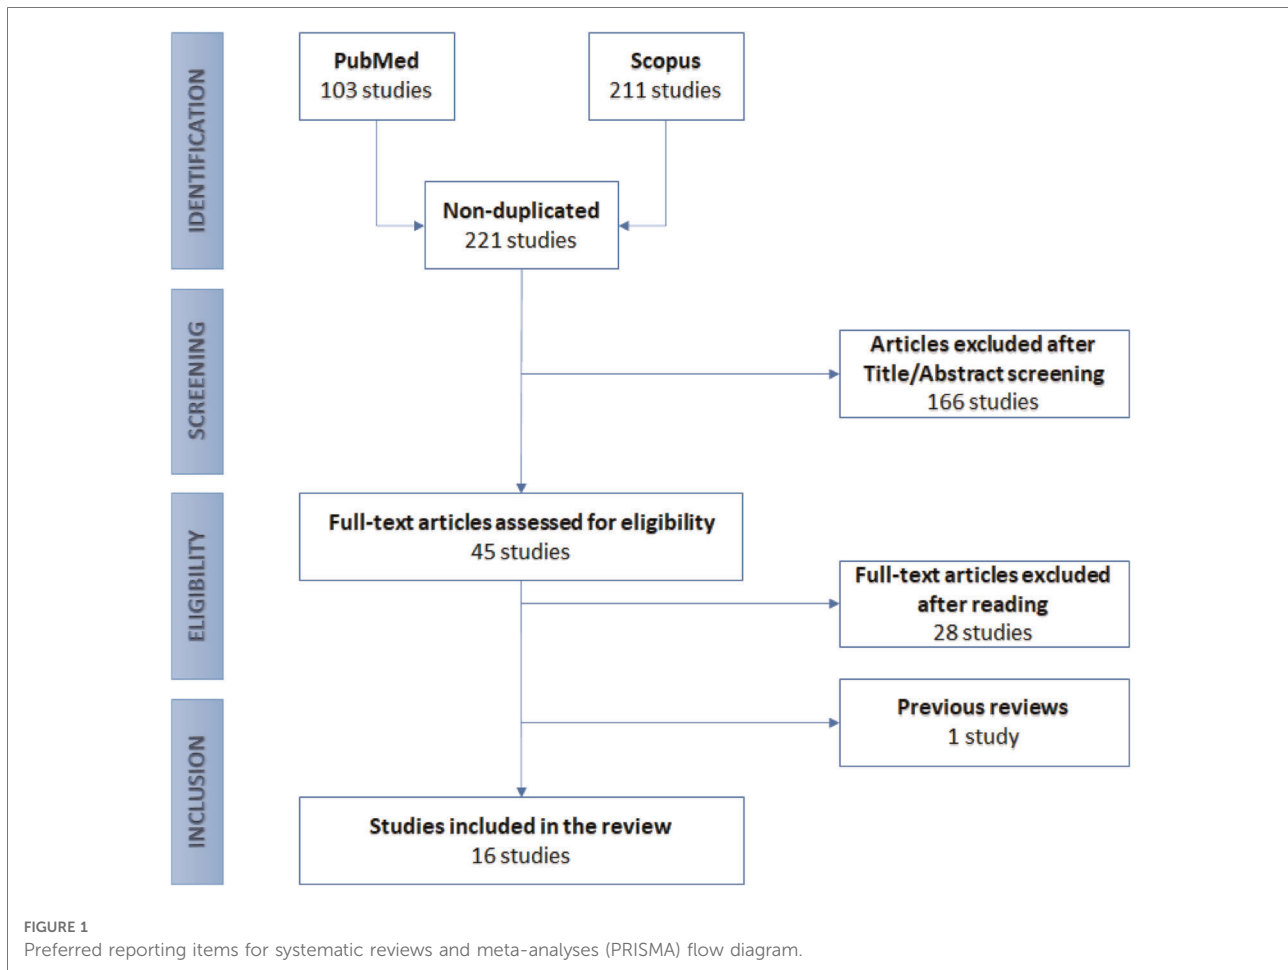 IDENTIFICATION
PubMed
103 studies
Scopus
211 studies
Non-duplicated
221 studies
SCREENING
Articles excluded after
Title/Abstract screening
166 studies
ELIGIBILITY
Full-text articles assessed for eligibility
45 studies
Full-text articles excluded
after reading
28 studies
INCLUSION
Previous reviews
1 study
Studies included in the review
16 studies
FIGURE 1
Preferred reporting items for systematic reviews and meta-analyses (PRISMA) flow diagram.